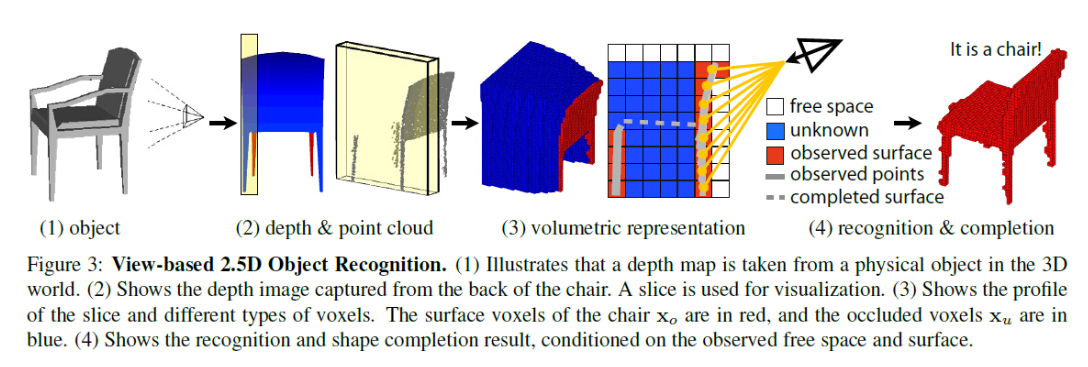 It is a chair!
free space
unknown
observed surface
observed points
completed surface
(1) object
(2) depth & point cloud
(3) volumetric representation
(4) recognition & completion
Figure 3: View-based 2.5D Object Recognition. (1) Illustrates that a depth map is taken from a physical object in the 3D
world. (2) Shows the depth image captured from the back of the chair. A slice is used for visualization. (3) Shows the profile
of the slice and different types of voxels. The surface voxels of the chair xₒ are in red, and the occluded voxels xᵤ are in
blue. (4) Shows the recognition and shape completion result, conditioned on the observed free space and surface.